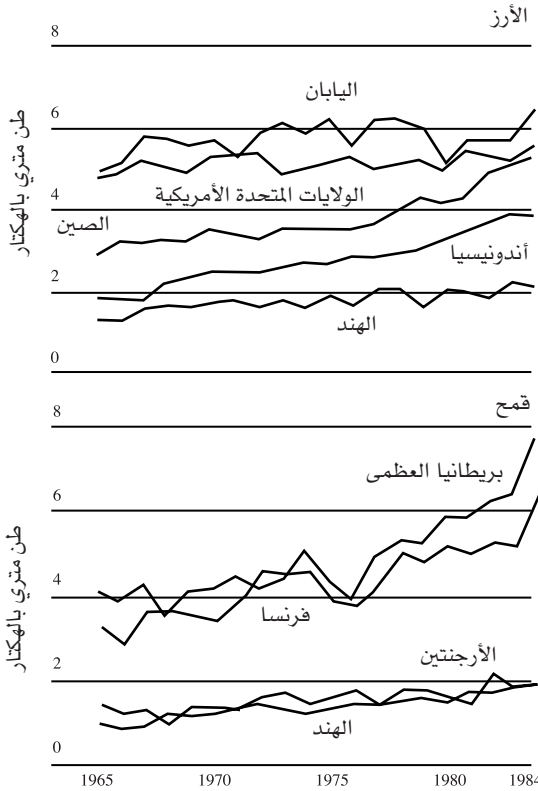 الأرز
8
اليابان
6
الولايات المتحدة الأمريكية
4
الصين
أندونيسيا
2
الهند
0
طن متري بالهكتار
قمح
8
بريطانيا العظمى
6
4
فرنسا
الأرجنتين
2
الهند
0
طن متري بالهكتار
1965 1970 1975 1980 1984